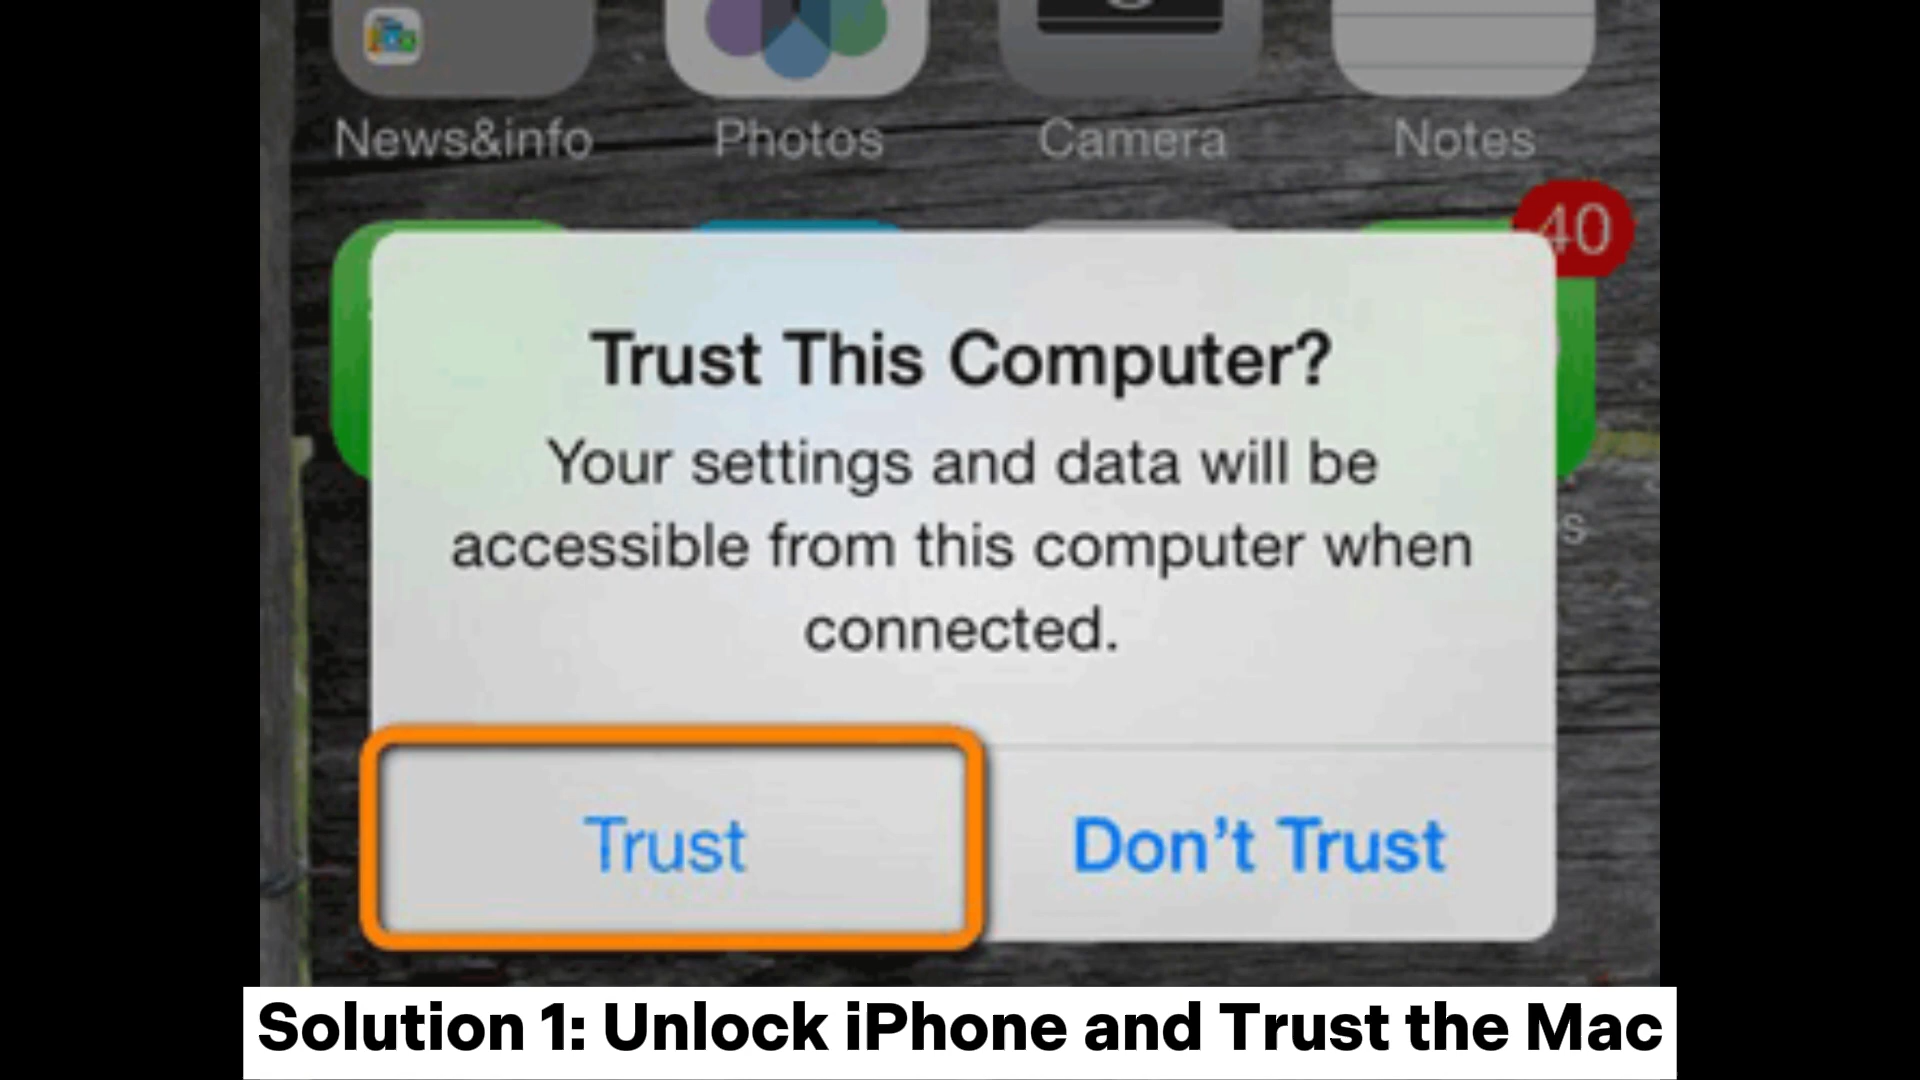 News&info Photos Camera Notes
40
Trust This Computer?
Your settings and data will be
accessible from this computer when
connected.
s
Trust Don't Trust
Solution 1: Unlock iPhone and Trust the Mac